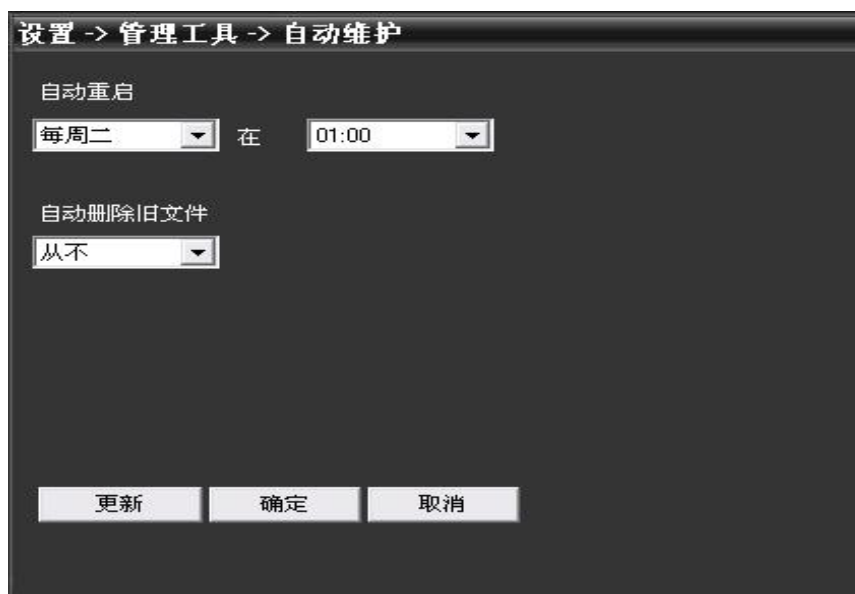 设置 -> 管理工具 -> 自动维护
自动重启
每周二 在 01:00
自动删除旧文件
从不
更新 确定 取消